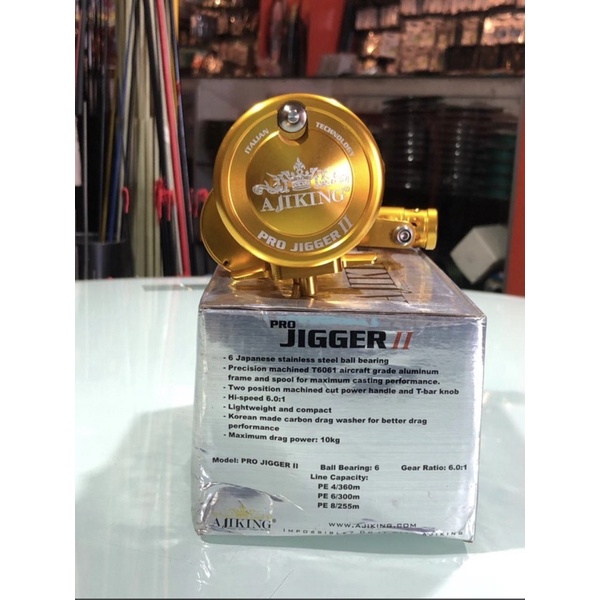 ITALIAN TECHNOLOGY
AJIKING®
PRO JIGGER II
PRO
JIGGER II
- 6 Japanese stainless steel ball bearing
- Precision machined T6061 aircraft grade aluminum
frame and spool for maximum casting performance.
- Two position machined cut power handle and T-bar knob
- Hi-speed 6.0:1
- Lightweight and compact
- Korean made carbon drag washer for better drag
performance
- Maximum drag power: 10kg
Model: PRO JIGGER II Ball Bearing: 6 Gear Ratio: 6.0:1
Line Capacity:
PE 4/360m
PE 6/300m
PE 8/255m
AJIKING®
WWW.AJIKING.COM